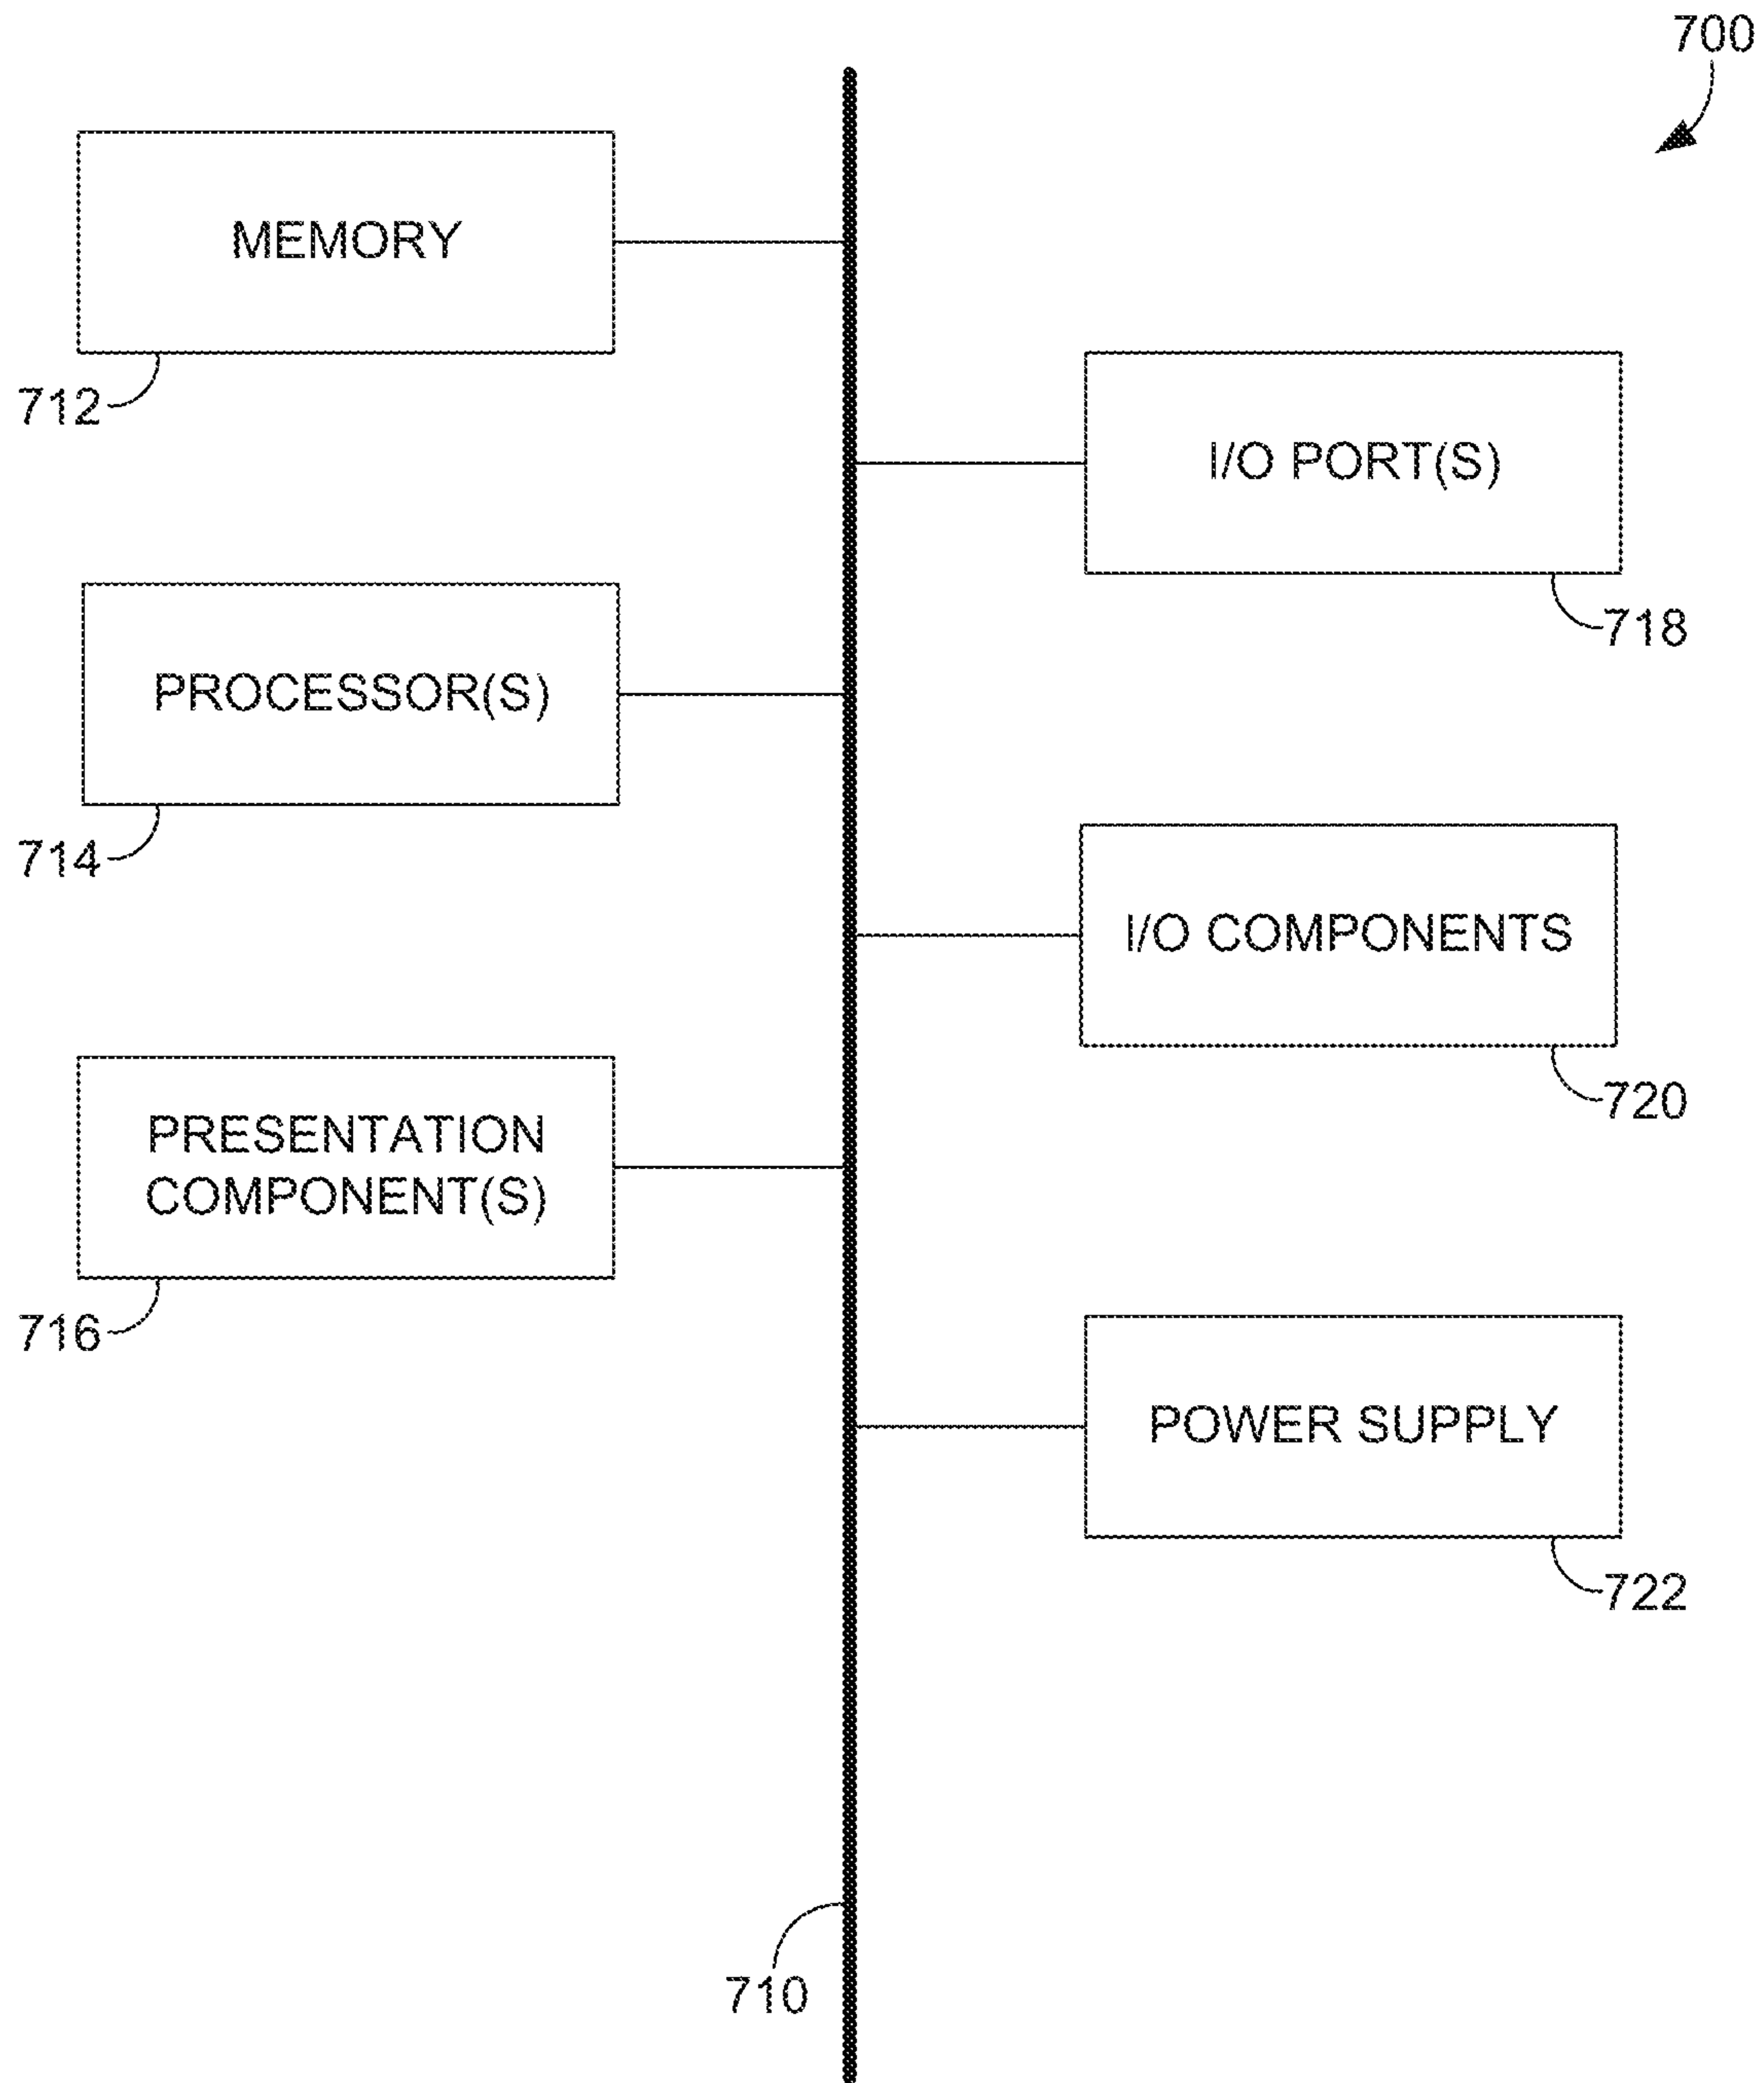 700
MEMORY
712
I/O PORT(S)
718
PROCESSOR(S)
714
I/O COMPONENTS
720
PRESENTATION
COMPONENT(S)
716
POWER SUPPLY
722
710